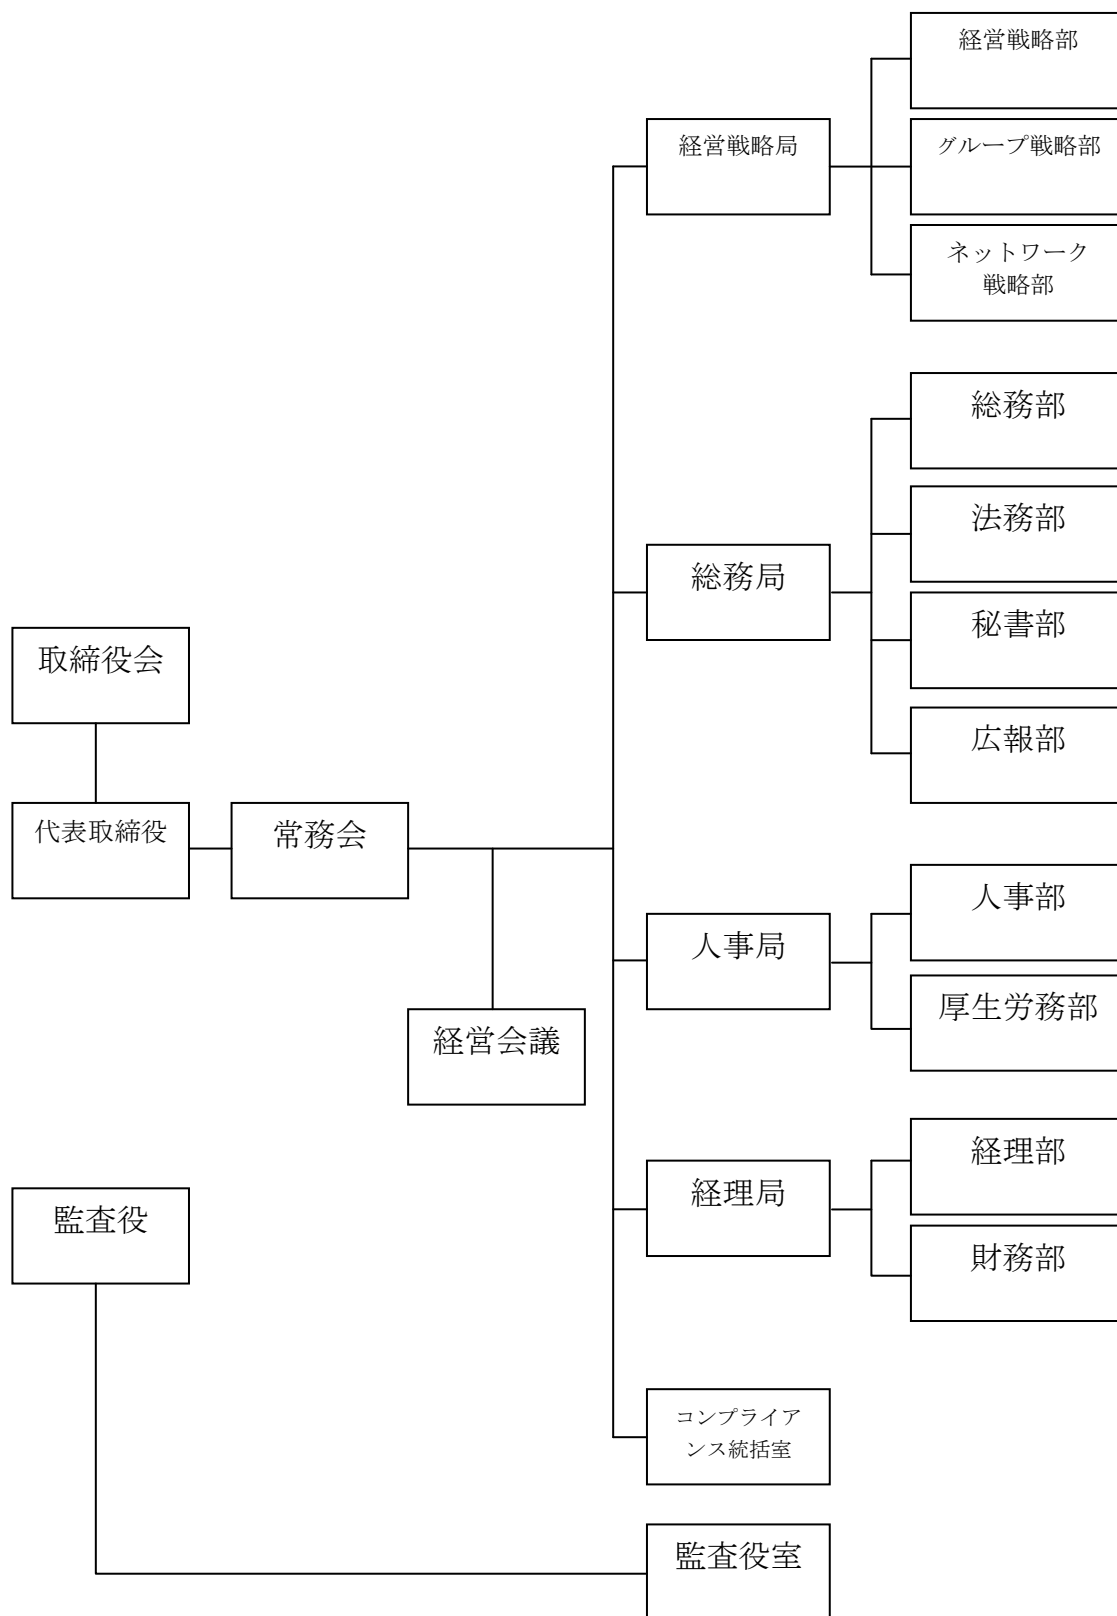 取締役会
代表取締役
常務会
経営会議
監査役
経営戦略局
経営戦略部
グループ戦略部
ネットワーク
戦略部
総務局
総務部
法務部
秘書部
広報部
人事局
人事部
厚生労務部
経理局
経理部
財務部
コンプライア
ンス統括室
監査役室